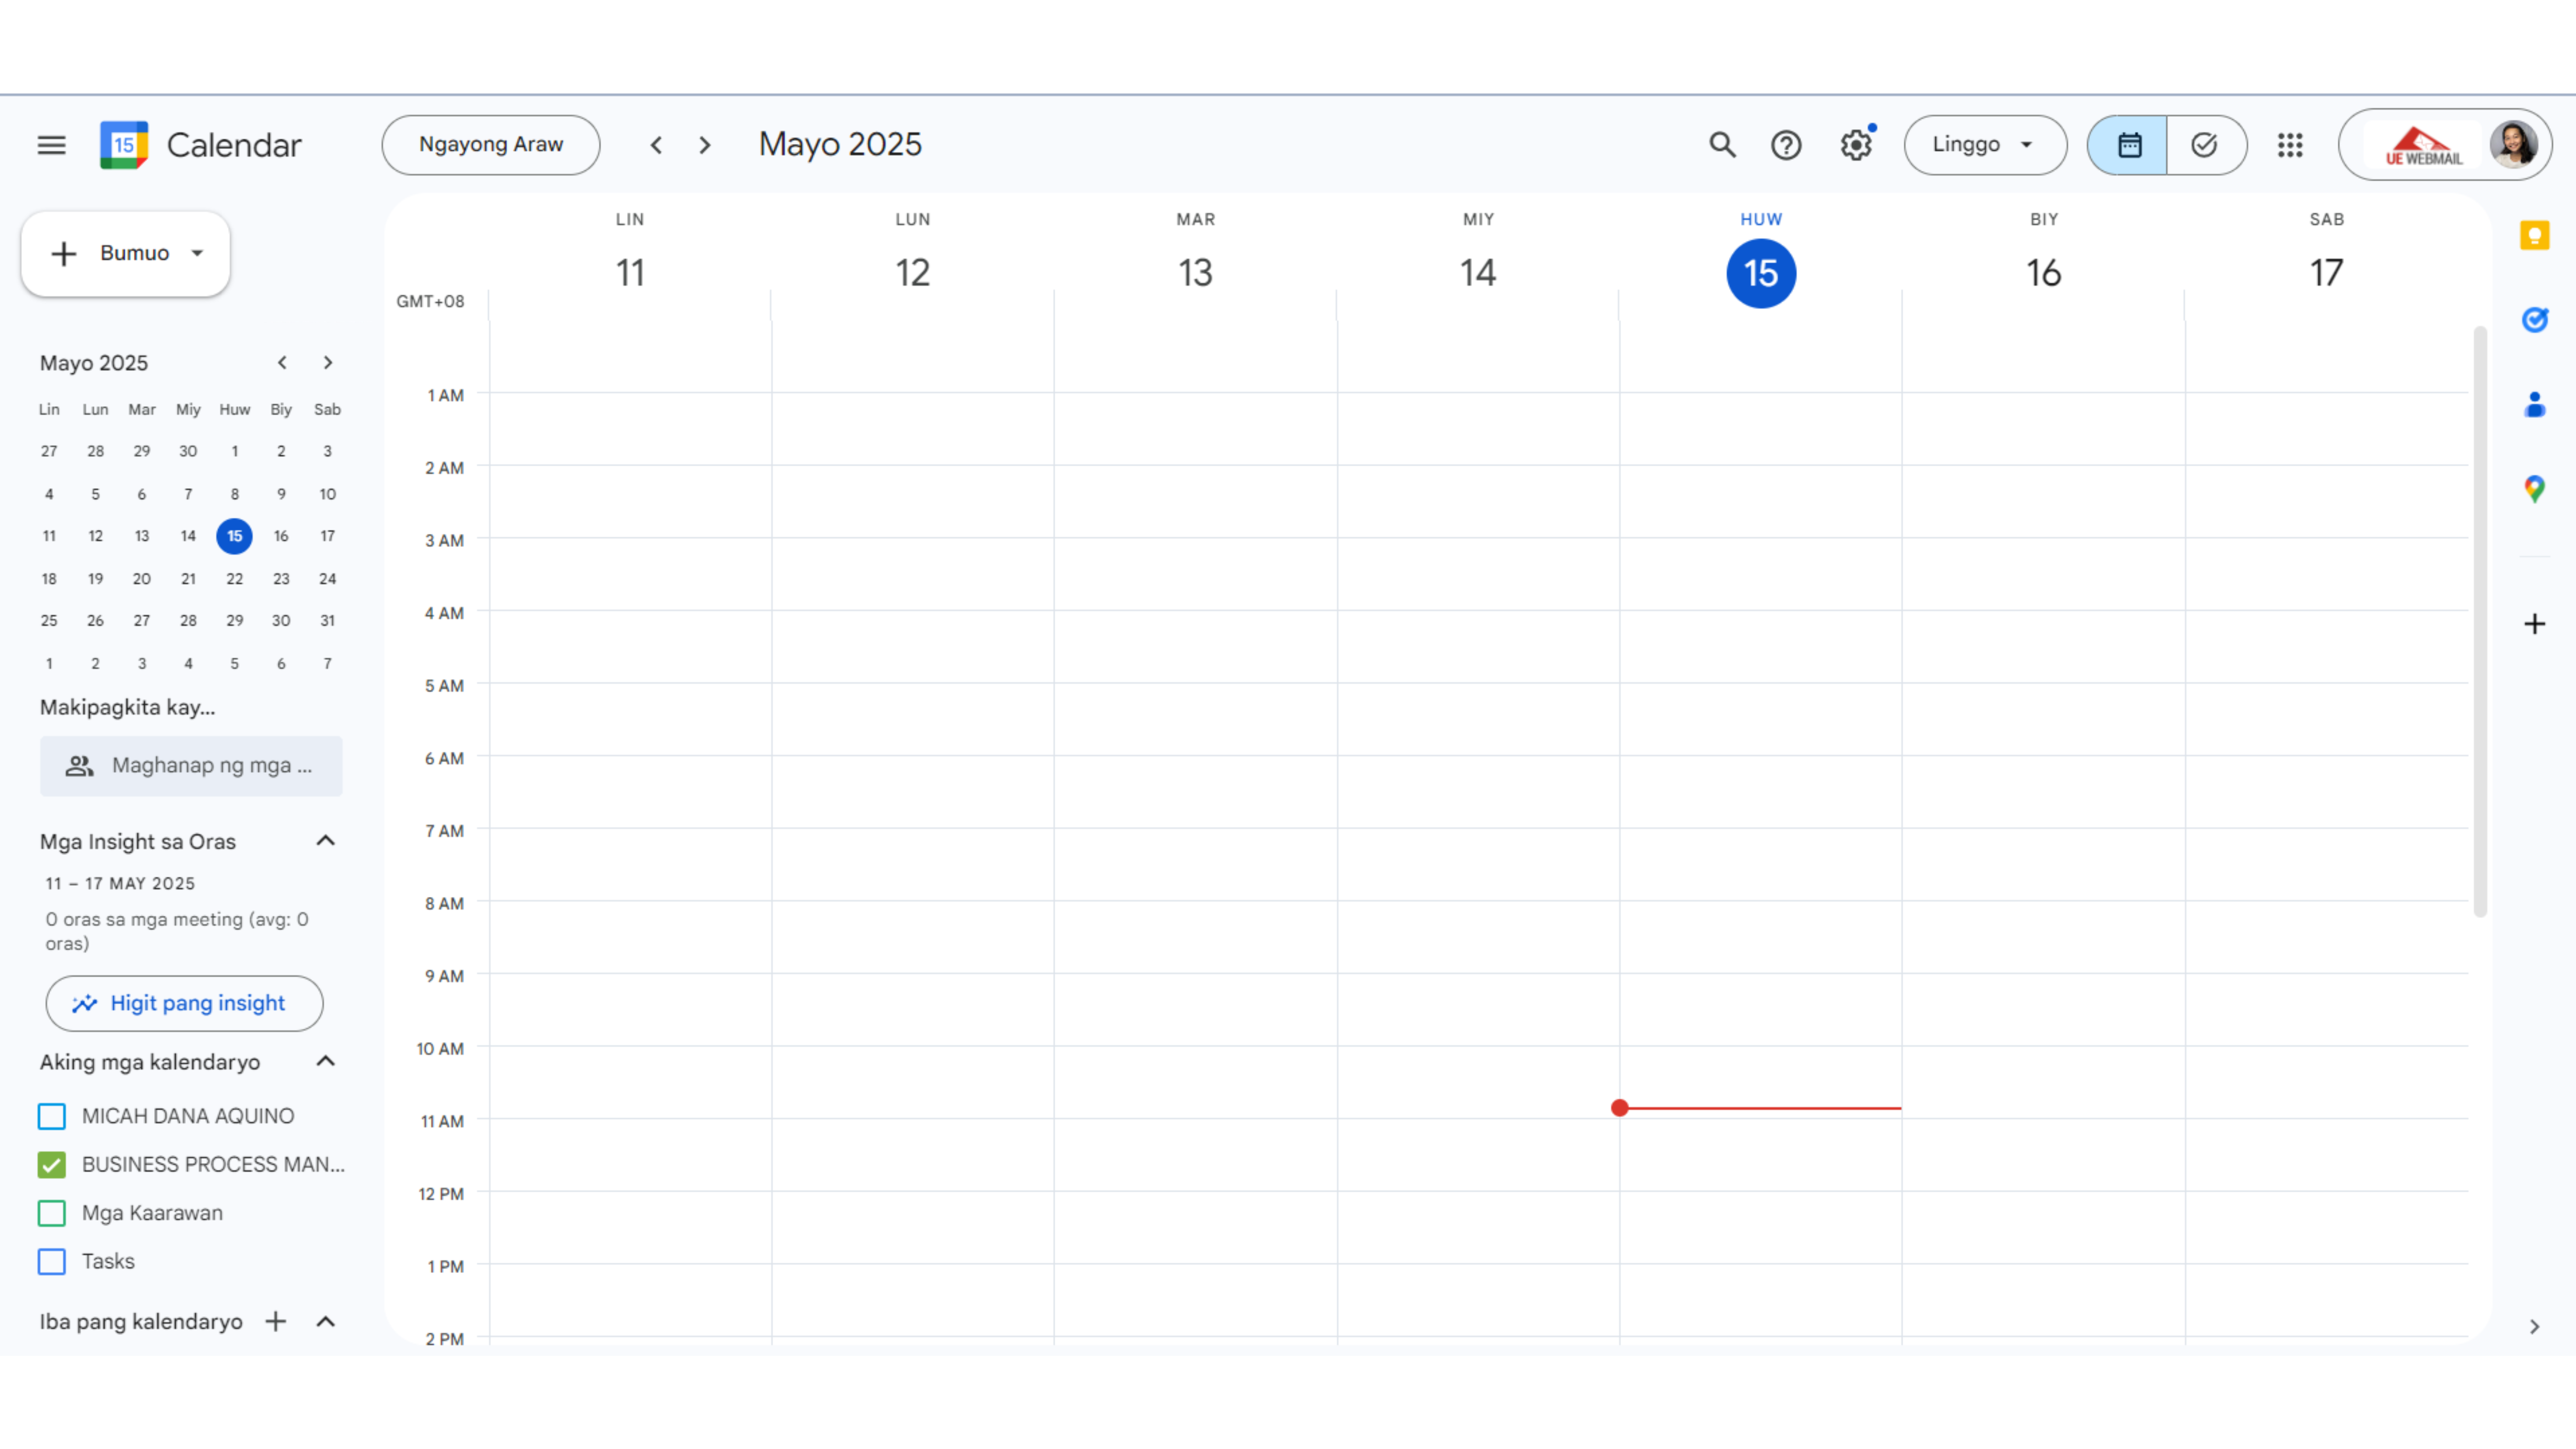 15 Calendar Ngayong Araw Mayo 2025 Linggo UE WEBMAIL
Bumuo
Mayo 2025
Lin Lun Mar Miy Huw Biy Sab
27 28 29 30 1 2 3
4 5 6 7 8 9 10
11 12 13 14 15 16 17
18 19 20 21 22 23 24
25 26 27 28 29 30 31
1 2 3 4 5 6 7
Makipagkita kay...
Maghanap ng mga ...
Mga Insight sa Oras
11 – 17 MAY 2025
0 oras sa mga meeting (avg: 0
oras)
Higit pang insight
Aking mga kalendaryo
MICAH DANA AQUINO
BUSINESS PROCESS MAN...
Mga Kaarawan
Tasks
Iba pang kalendaryo
LIN LUN MAR MIY HUW BIY SAB
11 12 13 14 15 16 17
GMT+08
1 AM
2 AM
3 AM
4 AM
5 AM
6 AM
7 AM
8 AM
9 AM
10 AM
11 AM
12 PM
1 PM
2 PM